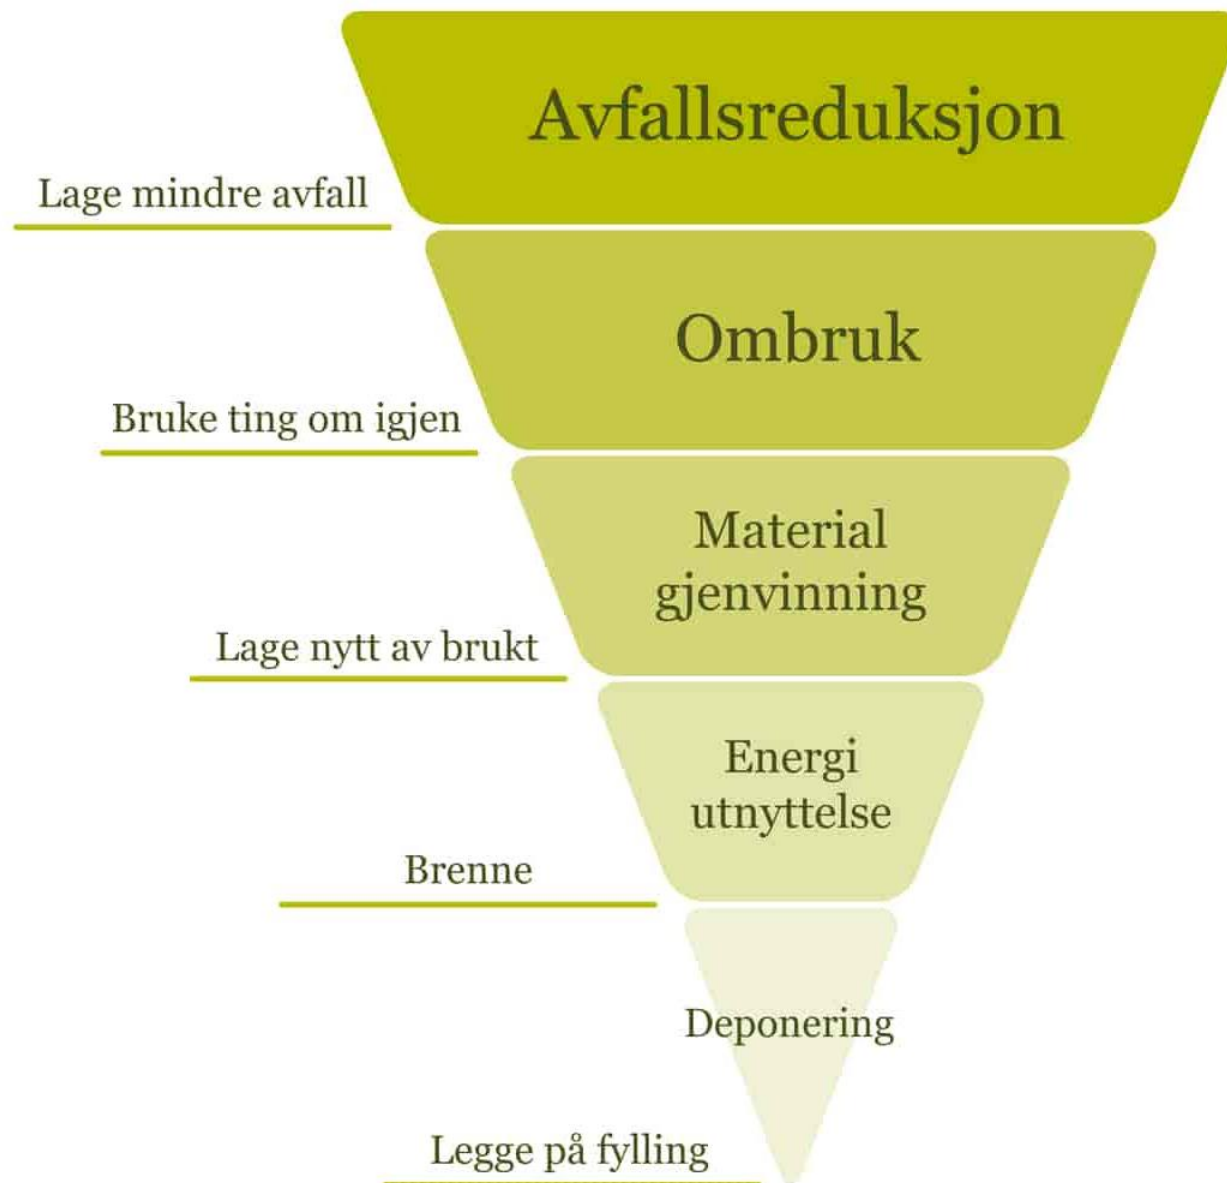 Avfallsreduksjon
Lage mindre avfall
Ombruk
Bruke ting om igjen
Material
gjenvinning
Lage nytt av brukt
Energi
utnyttelse
Brenne
Deponering
Legge på fylling